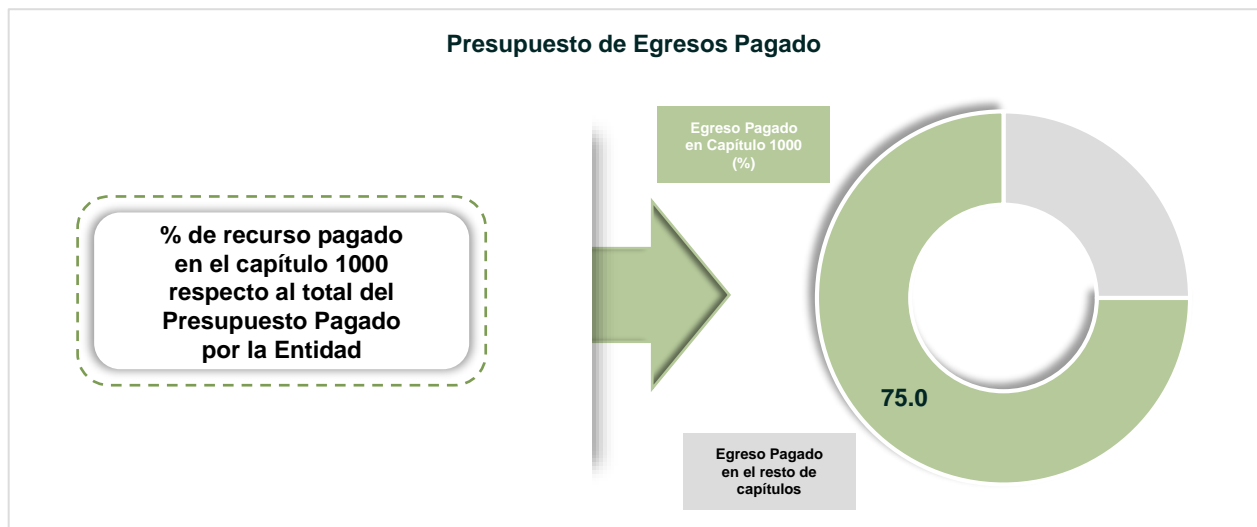 Presupuesto de Egresos Pagado
Egreso Pagado
en Capítulo 1000
(%)
% de recurso pagado
en el capítulo 1000
respecto al total del
Presupuesto Pagado
por la Entidad
75.0
Egreso Pagado
en el resto de
capítulos